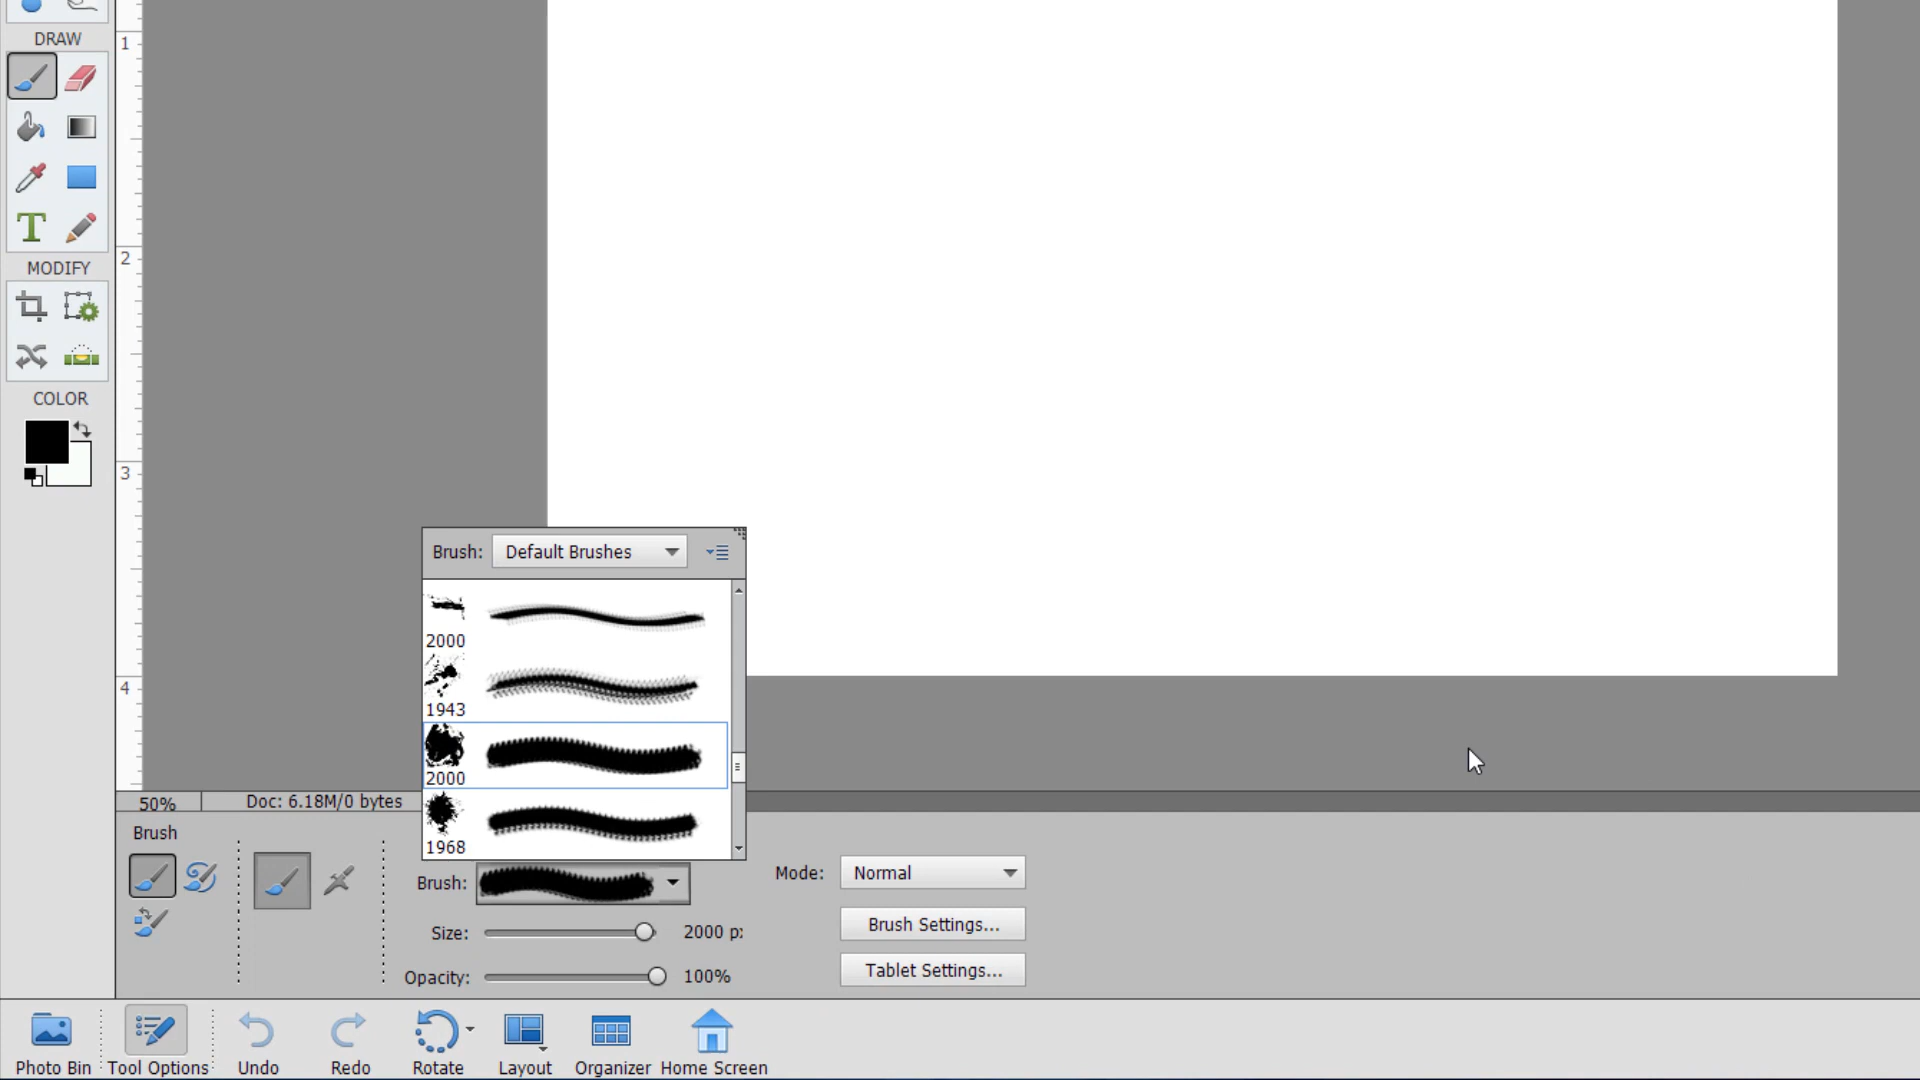 DRAW
MODIFY
COLOR
1
2
3
4
Brush: Default Brushes
2000
1943
2000
1968
50% Doc: 6.18M/0 bytes
Brush
Brush:
Size: 2000 p
Opacity: 100%
Mode: Normal
Brush Settings...
Tablet Settings...
Photo Bin Tool Options Undo Redo Rotate Layout Organizer Home Screen